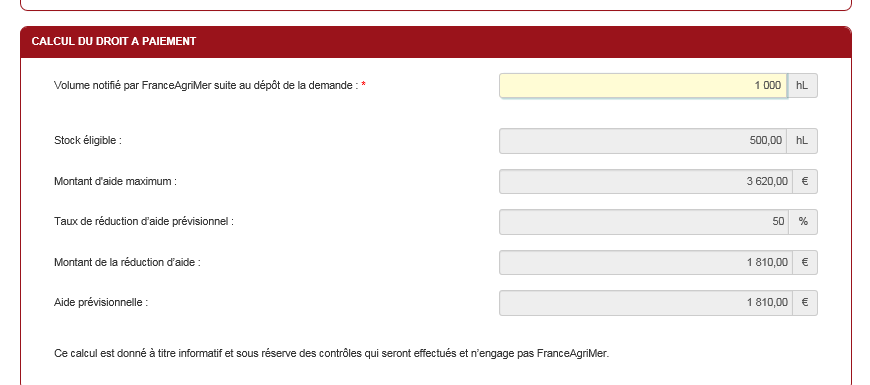 CALCUL DU DROIT A PAIEMENT
Volume notifié par FranceAgriMer suite au dépôt de la demande : * 1 000 hL
Stock éligible : 500,00 hL
Montant d'aide maximum : 3 620,00 €
Taux de réduction d'aide prévisionnel : 50 %
Montant de la réduction d'aide : 1 810,00 €
Aide prévisionnelle : 1 810,00 €
Ce calcul est donné à titre informatif et sous réserve des contrôles qui seront effectués et n'engage pas FranceAgriMer.